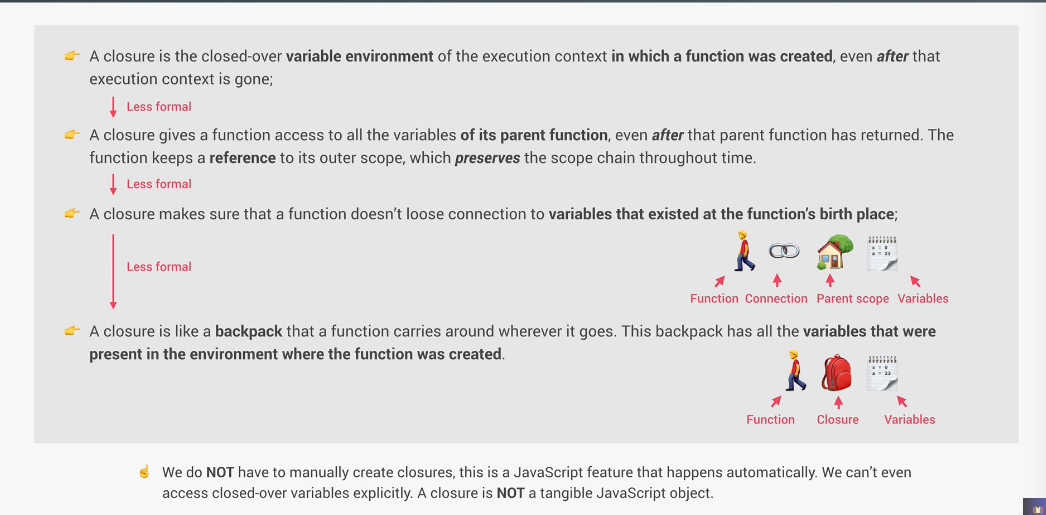 A closure is the closed-over variable environment of the execution context in which a function was created, even after that
execution context is gone;
Less formal
A closure gives a function access to all the variables of its parent function, even after that parent function has returned. The
function keeps a reference to its outer scope, which preserves the scope chain throughout time.
Less formal
A closure makes sure that a function doesn’t loose connection to variables that existed at the function’s birth place;
x = 0
a = 23
Less formal
Function Connection Parent scope Variables
A closure is like a backpack that a function carries around wherever it goes. This backpack has all the variables that were
present in the environment where the function was created.
x = 0
a = 23
Function Closure Variables
We do NOT have to manually create closures, this is a JavaScript feature that happens automatically. We can’t even
access closed-over variables explicitly. A closure is NOT a tangible JavaScript object.